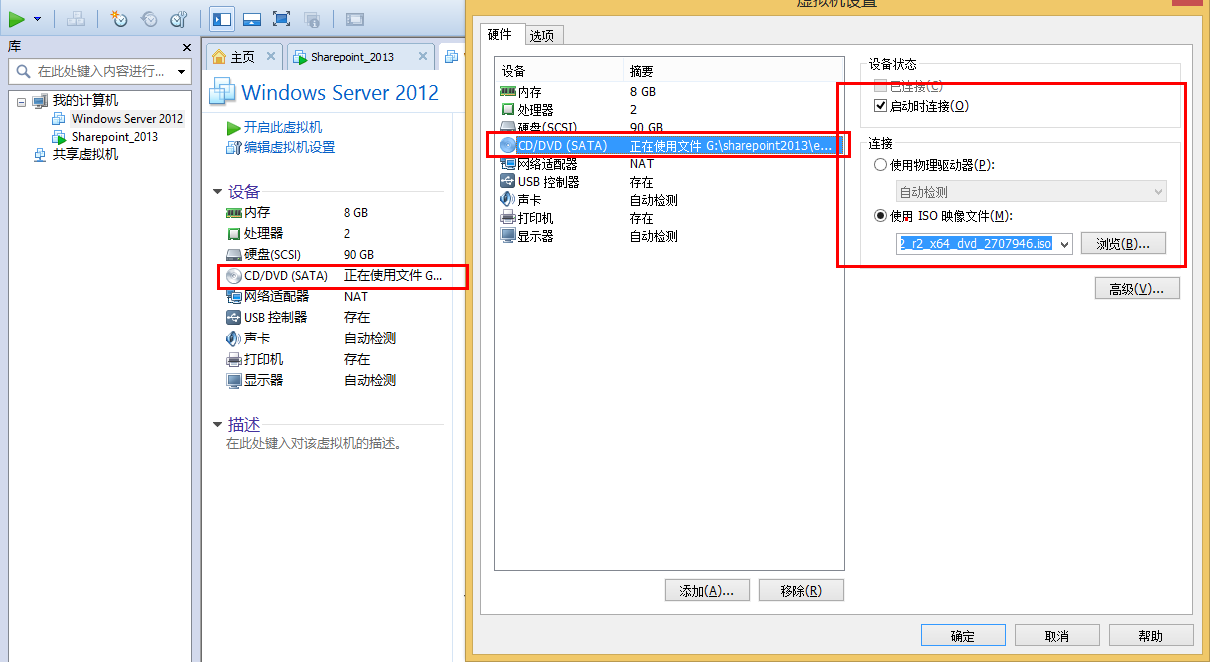 库
在此处键入内容进行...
我的计算机
Windows Server 2012
Sharepoint_2013
共享虚拟机
主页
Sharepoint_2013
Windows Server 2012
开启此虚拟机
编辑虚拟机设置
设备
内存 8 GB
处理器 2
硬盘(SCSI) 90 GB
CD/DVD (SATA) 正在使用文件 G...
网络适配器 NAT
USB 控制器 存在
声卡 自动检测
打印机 存在
显示器 自动检测
描述
在此处键入对该虚拟机的描述。
虚拟机设置
硬件 选项
设备 摘要
内存 8 GB
处理器 2
硬盘(SCSI) 90 GB
CD/DVD (SATA) 正在使用文件 G:\sharepoint2013\e...
网络适配器 NAT
USB 控制器 存在
声卡 自动检测
打印机 存在
显示器 自动检测
添加(A)... 移除(R)
设备状态
已连接(C)
启动时连接(O)
连接
使用物理驱动器(P):
自动检测
使用 ISO 映像文件(M):
2_r2_x64_dvd_2707946.iso 浏览(B)...
高级(V)...
确定 取消 帮助